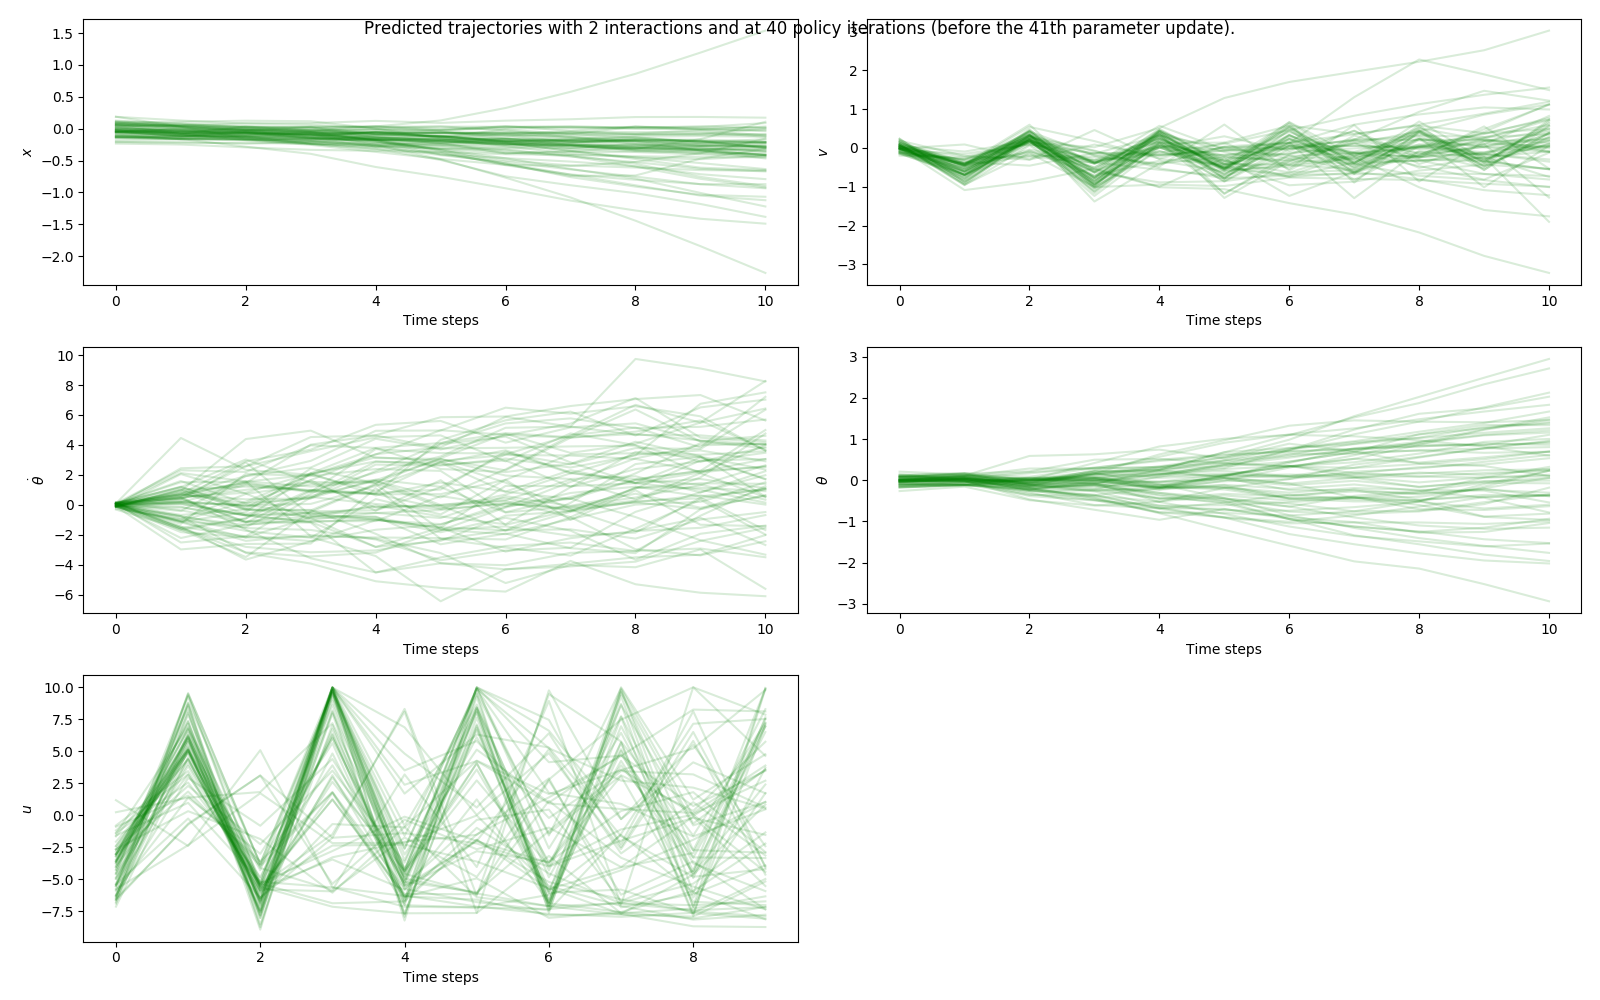 Predicted trajectories with 2 interactions and at 40 policy iterations (before the 41th parameter update).
1.5
1.0
0.5
0.0
−0.5
−1.0
−1.5
−2.0
x
0 2 4 6 8 10
Time steps
3
2
1
0
−1
−2
−3
v
0 2 4 6 8 10
Time steps
10
8
6
4
2
0
−2
−4
−6
θ̇
0 2 4 6 8 10
Time steps
3
2
1
0
−1
−2
−3
θ
0 2 4 6 8 10
Time steps
10.0
7.5
5.0
2.5
0.0
−2.5
−5.0
−7.5
u
0 2 4 6 8
Time steps